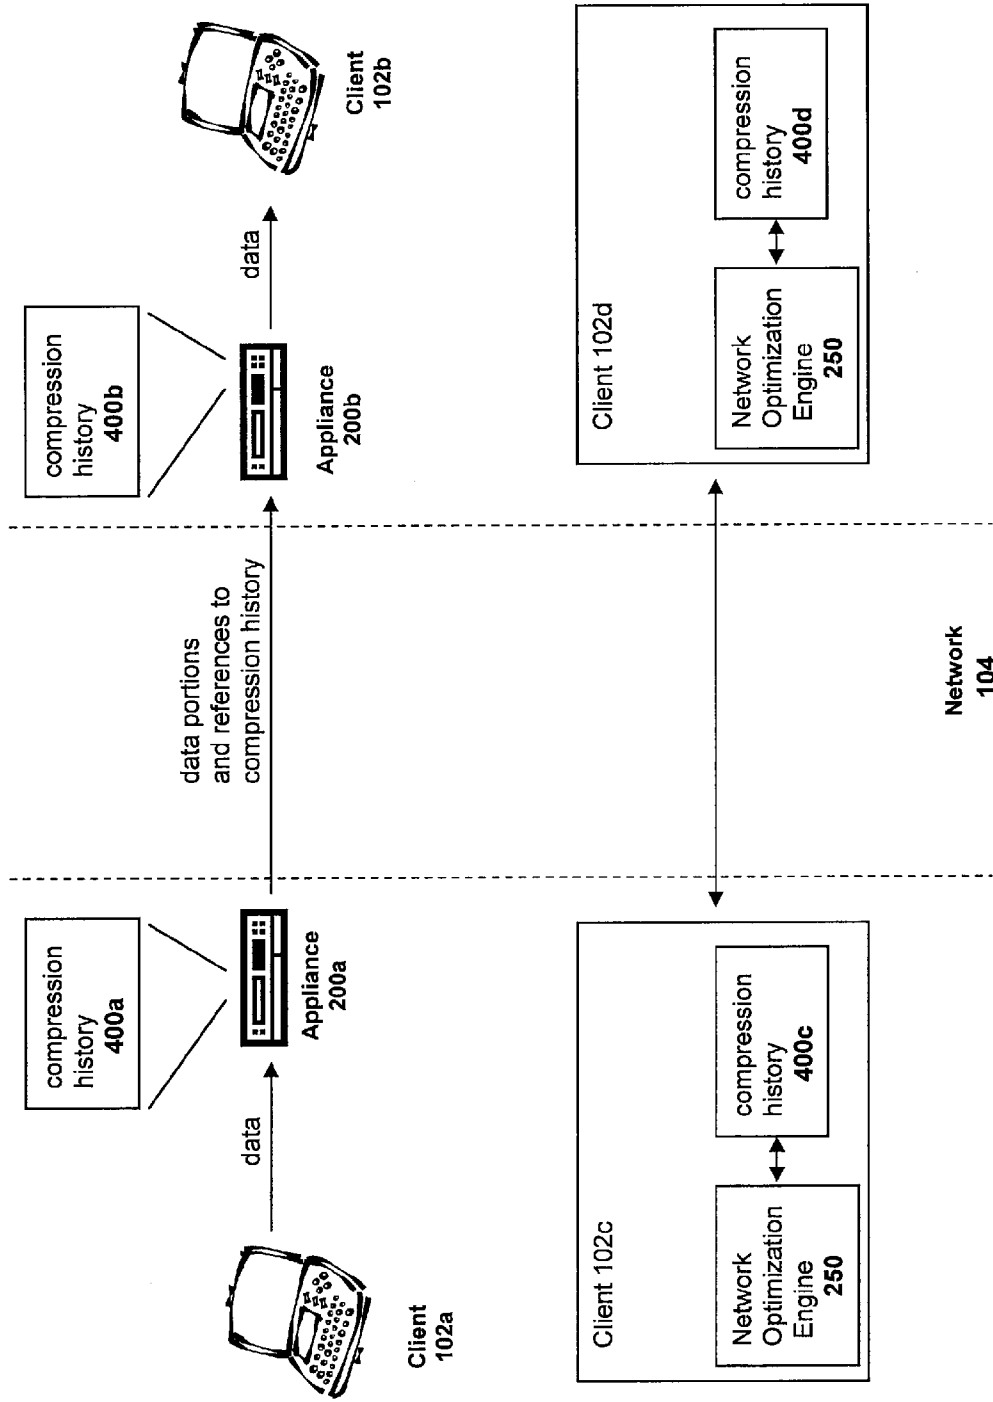 compression
history
400a
compression
history
400b
data
data portions
and references to
compression history
data
Client
102a
Appliance
200a
Appliance
200b
Client
102b
Client 102c
Network
Optimization
Engine
250
compression
history
400c
Client 102d
Network
Optimization
Engine
250
compression
history
400d
Network
104